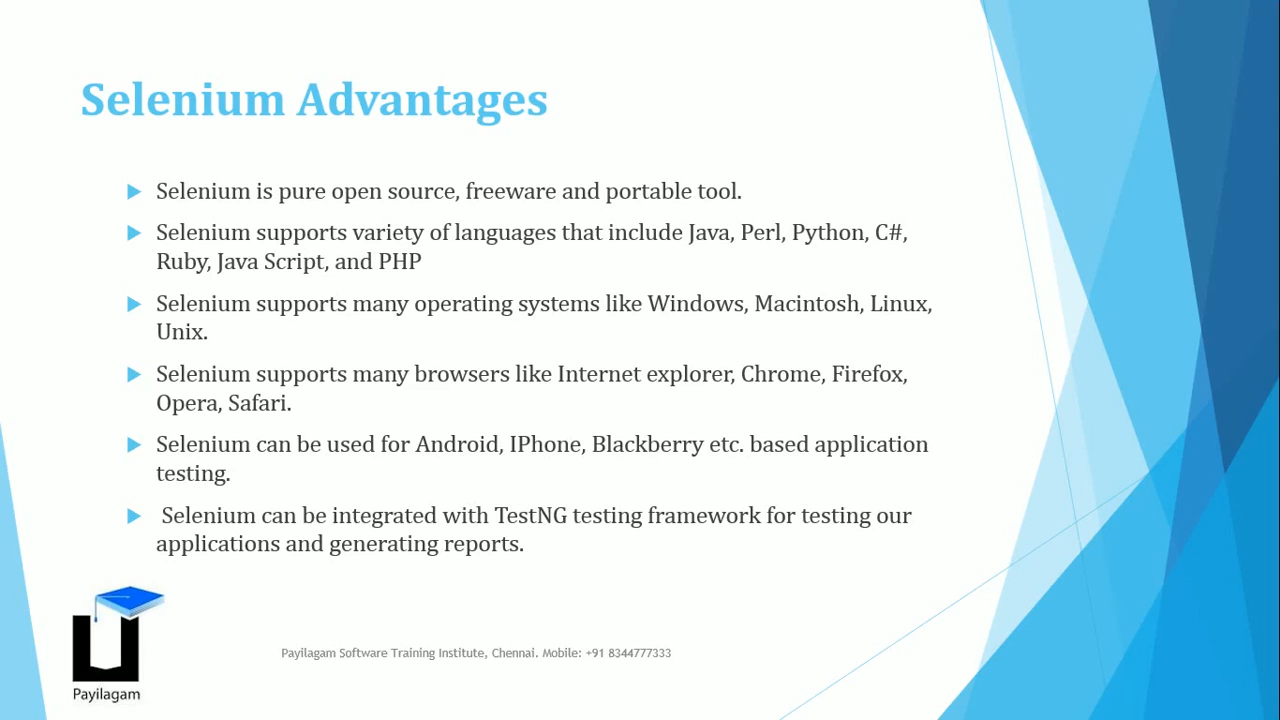 Selenium Advantages
Selenium is pure open source, freeware and portable tool.
Selenium supports variety of languages that include Java, Perl, Python, C#,
Ruby, Java Script, and PHP
Selenium supports many operating systems like Windows, Macintosh, Linux,
Unix.
Selenium supports many browsers like Internet explorer, Chrome, Firefox,
Opera, Safari.
Selenium can be used for Android, IPhone, Blackberry etc. based application
testing.
Selenium can be integrated with TestNG testing framework for testing our
applications and generating reports.
Payilagam Software Training Institute, Chennai. Mobile: +91 8344777333
Payilagam